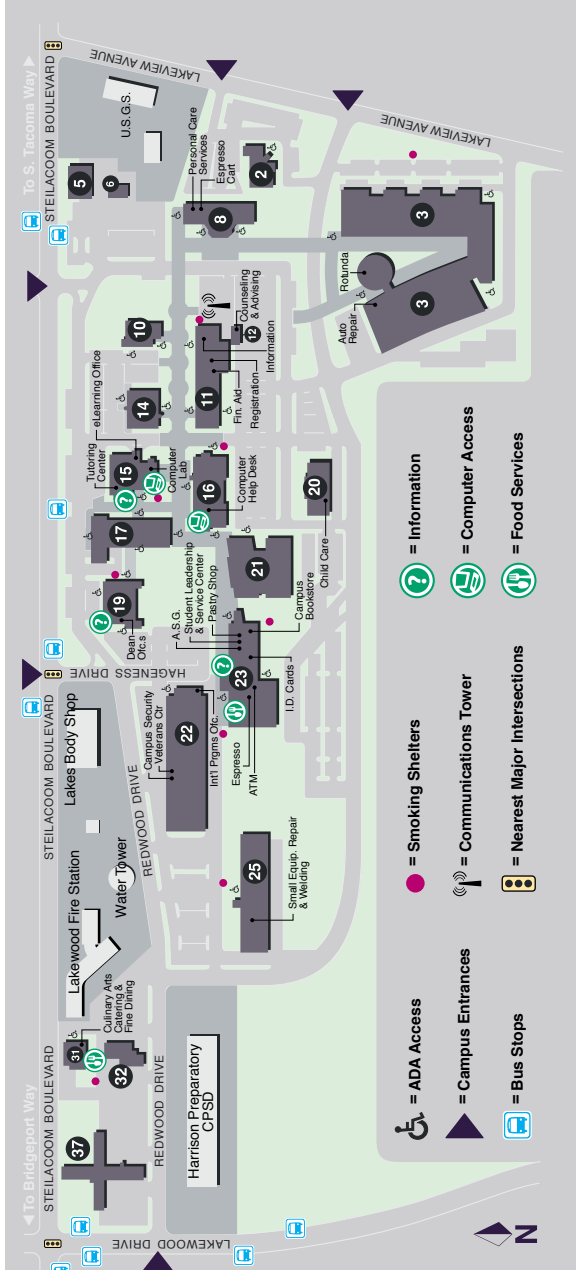 ◀To Bridgeport Way
To S. Tacoma Way▶
STEILACOOM BOULEVARD
STEILACOOM BOULEVARD
STEILACOOM BOULEVARD
LAKEVIEW AVENUE
LAKEVIEW AVENUE
HAGENESS DRIVE
REDWOOD DRIVE
REDWOOD DRIVE
LAKEWOOD DRIVE
37
31
Culinary Arts
Catering &
Fine Dining
32
Harrison Preparatory
CPSD
Lakewood Fire Station
Water Tower
Lakes Body Shop
Campus Security
Veterans Ctr
22
Int'l Prgms Ofc.
25
Small Equip. Repair
& Welding
19
Dean
Ofc.s
17
Tutoring
Center
eLearning Office
15
Computer
Lab
14
10
16
Computer
Help Desk
11
Fin. Aid
Registration
Information
12
Counseling
& Advising
A.S.G.
Student Leadership
& Service Center
Pastry Shop
23
Espresso
ATM
I.D. Cards
Campus
Bookstore
21
20
Child Care
5
6
U.S.G.S.
8
Personal Care
Services
Espresso
Cart
2
3
3
Rotunda
Auto
Repair
= ADA Access
= Campus Entrances
= Bus Stops
= Smoking Shelters
= Communications Tower
= Nearest Major Intersections
? = Information
= Computer Access
= Food Services
N